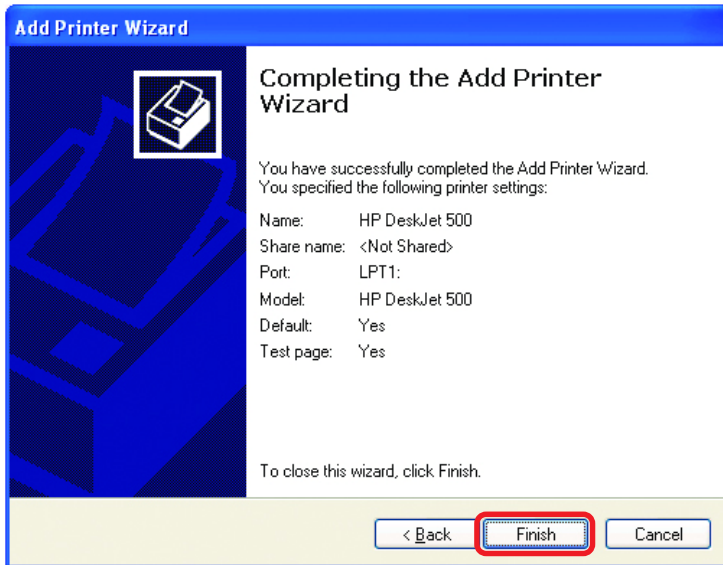 Add Printer Wizard
Completing the Add Printer
Wizard
You have successfully completed the Add Printer Wizard.
You specified the following printer settings:
Name: HP DeskJet 500
Share name: <Not Shared>
Port: LPT1:
Model: HP DeskJet 500
Default: Yes
Test page: Yes
To close this wizard, click Finish.
< Back Finish Cancel